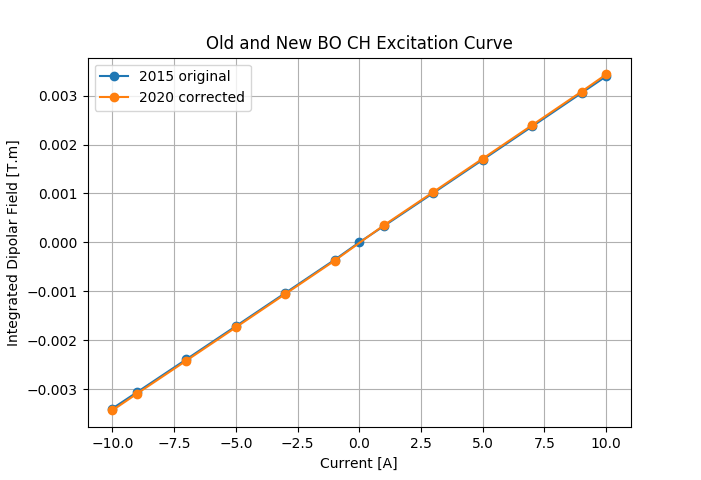 Old and New BO CH Excitation Curve
2015 original
2020 corrected
0.003
0.002
0.001
0.000
−0.001
−0.002
−0.003
Integrated Dipolar Field [T.m]
−10.0 −7.5 −5.0 −2.5 0.0 2.5 5.0 7.5 10.0
Current [A]